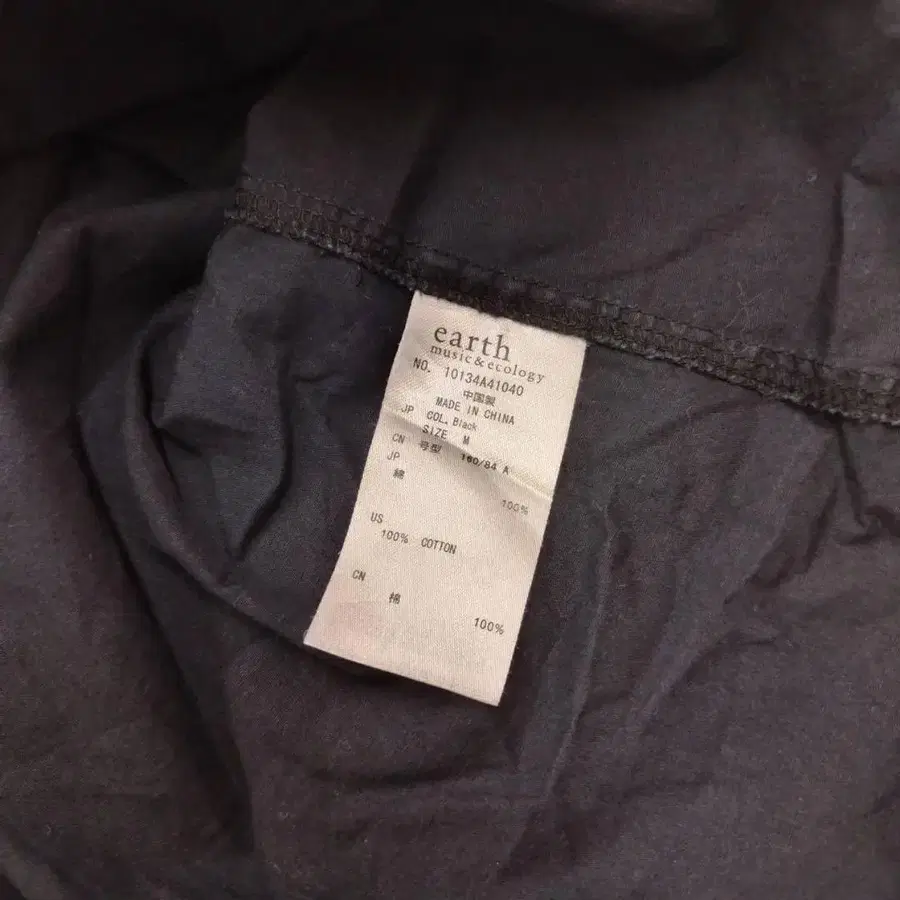 earth
music&ecology
NO. 10134A41040
中国製
MADE IN CHINA
JP COL. Black
SIZE M
CN 号型 160/84 A
JP
綿 100%
US
100% COTTON
CN
棉 100%